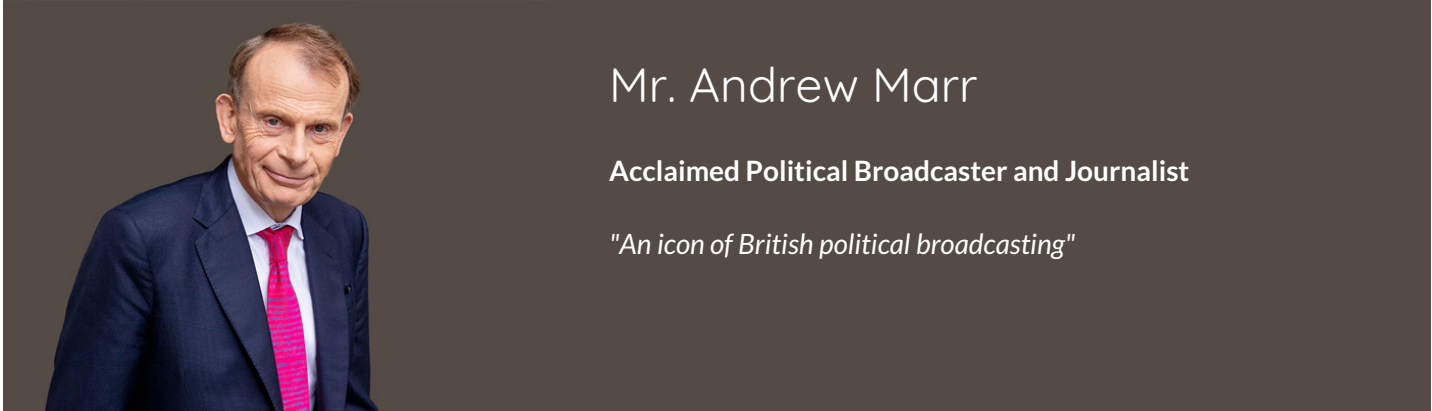 Mr. Andrew Marr
Acclaimed Political Broadcaster and Journalist
"An icon of British political broadcasting"